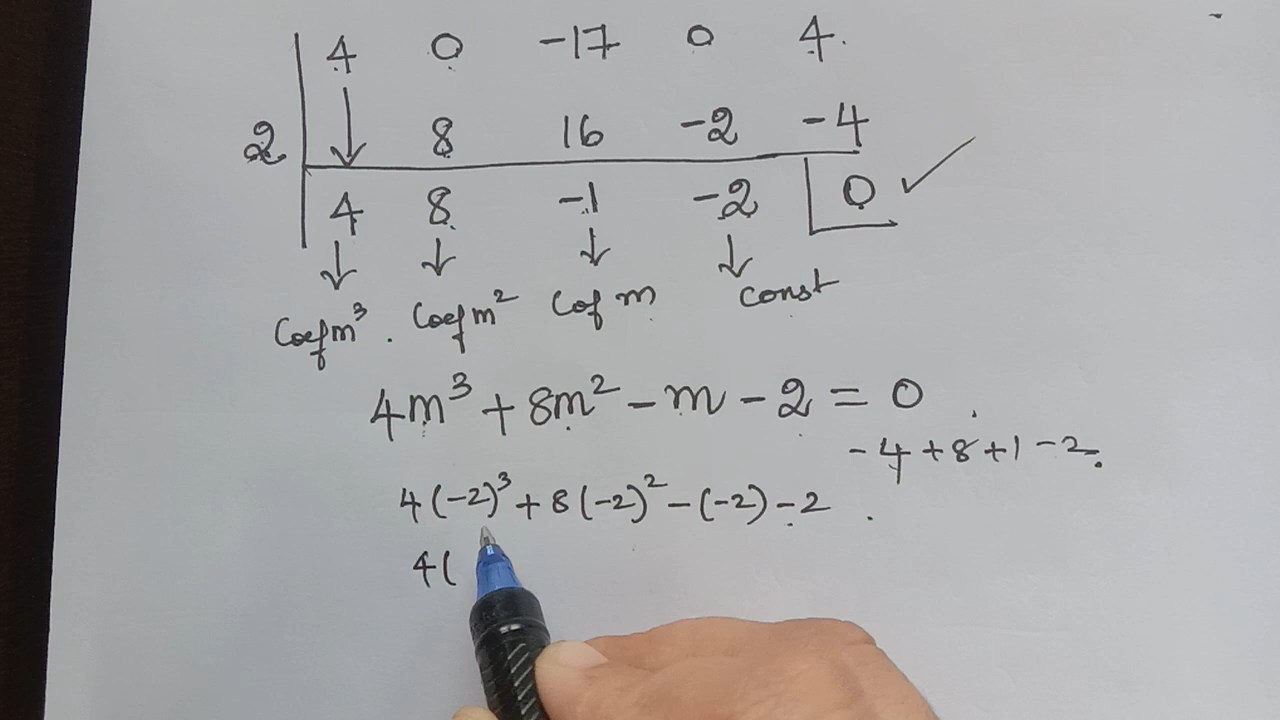 4 0 -17 0 4.
2 8 16 -2 -4
4 8 -1 -2 0 ✓
↓ ↓ ↓ ↓
Coef m³. Coef m² Cof m const
4m³ + 8m² - m - 2 = 0.
-4 + 8 + 1 - 2.
4(-2)³ + 8(-2)² - (-2) - 2.
4(